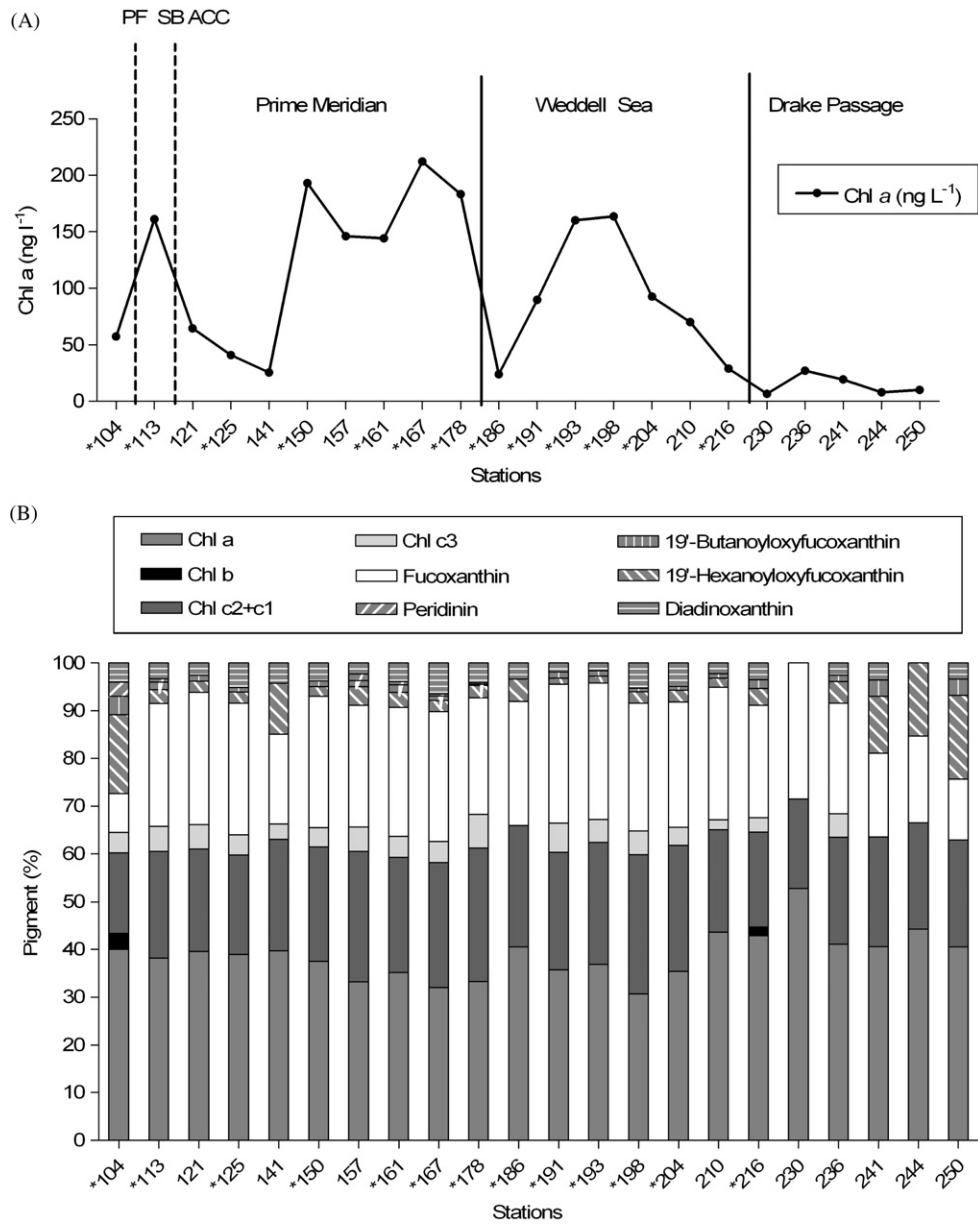 (A)
PF SB ACC
Prime Meridian
Weddell Sea
Drake Passage
250
200
150
100
50
0
Chl a (ng l⁻¹)
Chl a (ng L⁻¹)
*104 *113 121 *125 141 *150 157 *161 *167 *178 *186 *191 *193 *198 *204 210 *216 230 236 241 244 250
Stations
(B)
Chl a
Chl c3
19'-Butanoyloxyfucoxanthin
Chl b
Fucoxanthin
19'-Hexanoyloxyfucoxanthin
Chl c2+c1
Peridinin
Diadinoxanthin
100
90
80
70
60
50
40
30
20
10
0
Pigment (%)
*104 *113 121 *125 141 *150 157 *161 *167 *178 *186 *191 *193 *198 *204 210 *216 230 236 241 244 250
Stations